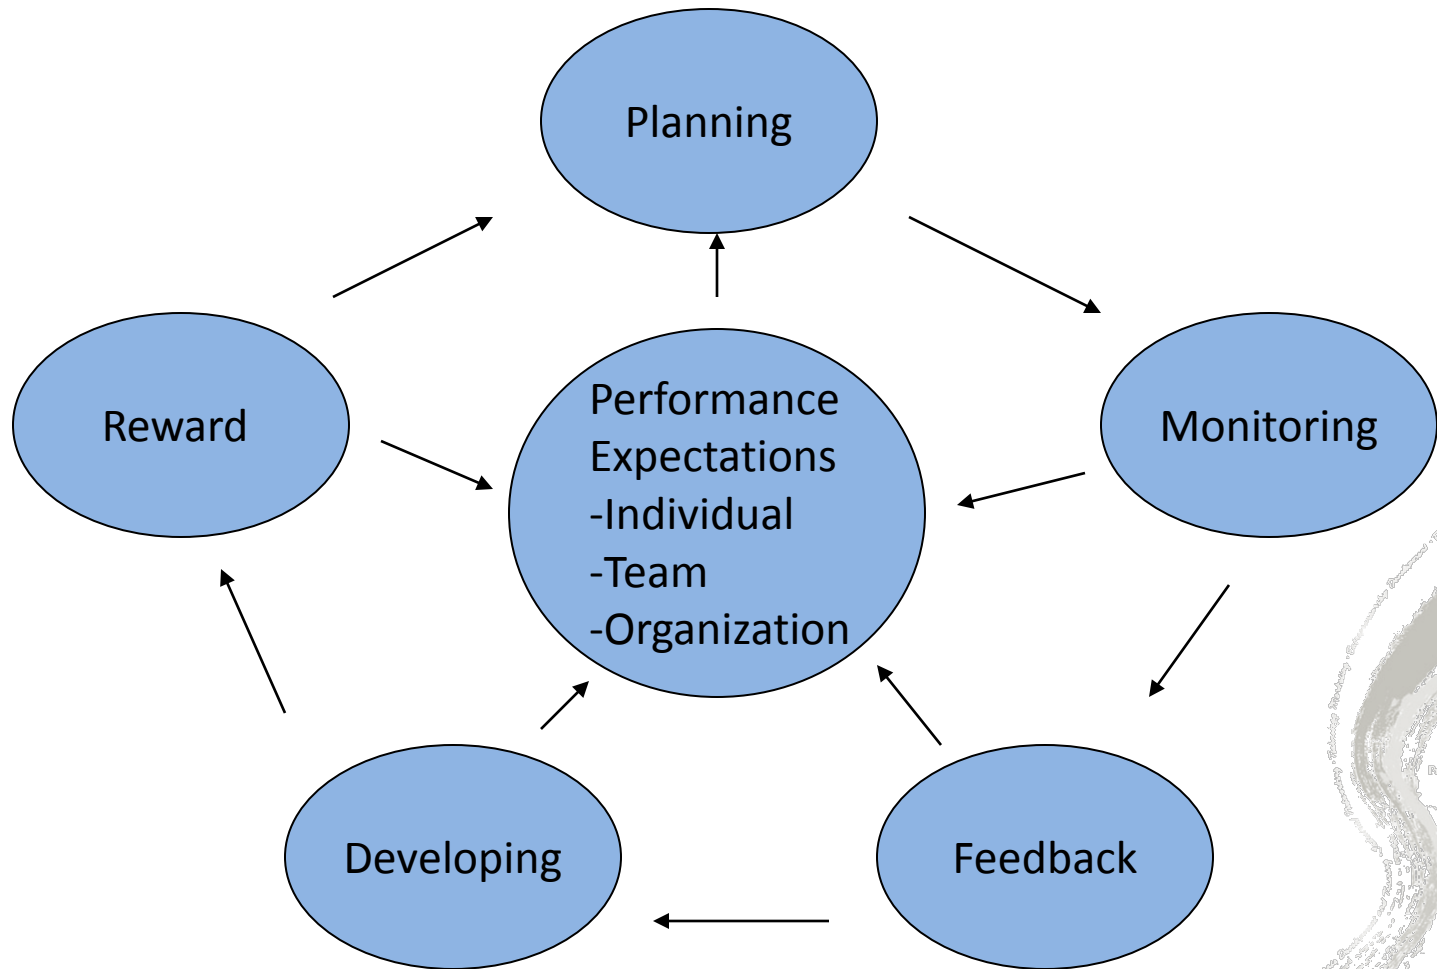 Planning
Reward
Performance
Expectations
-Individual
-Team
-Organization
Monitoring
Developing
Feedback